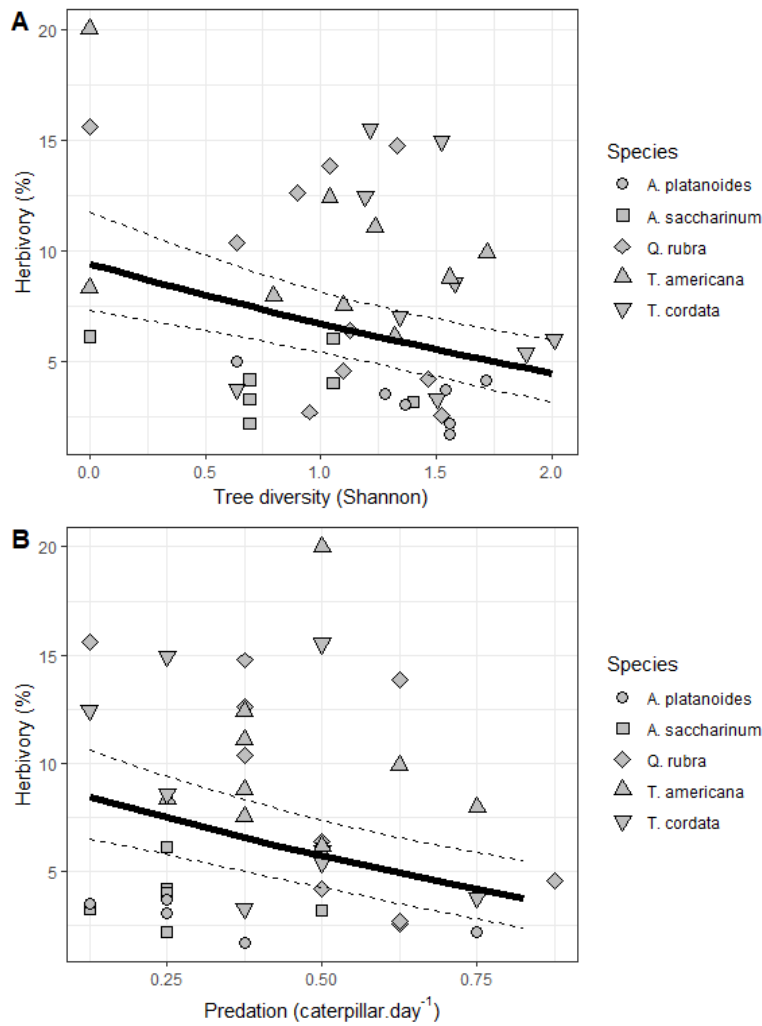 A
20
15
10
5
Herbivory (%)
0.0 0.5 1.0 1.5 2.0
Tree diversity (Shannon)
Species
A. platanoides
A. saccharinum
Q. rubra
T. americana
T. cordata
B
20
15
10
5
Herbivory (%)
0.25 0.50 0.75
Predation (caterpillar.day⁻¹)
Species
A. platanoides
A. saccharinum
Q. rubra
T. americana
T. cordata